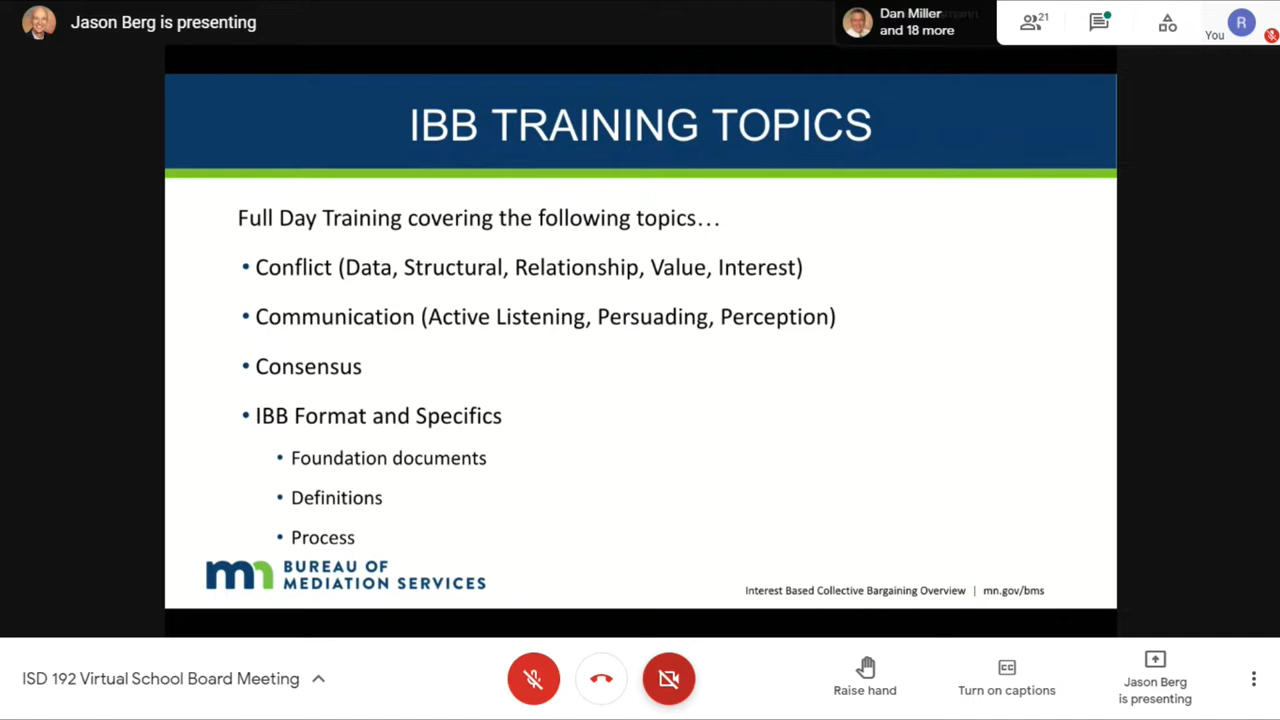 Jason Berg is presenting
Dan Miller
and 18 more
21
You
R
IBB TRAINING TOPICS
Full Day Training covering the following topics…
• Conflict (Data, Structural, Relationship, Value, Interest)
• Communication (Active Listening, Persuading, Perception)
• Consensus
• IBB Format and Specifics
• Foundation documents
• Definitions
• Process
mn BUREAU OF
MEDIATION SERVICES
Interest Based Collective Bargaining Overview | mn.gov/bms
ISD 192 Virtual School Board Meeting
Raise hand
CC
Turn on captions
Jason Berg
is presenting